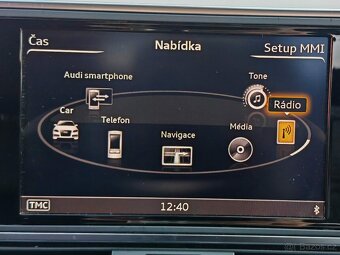 Čas
Nabídka
Setup MMI
Audi smartphone
Tone
Car
Rádio
Telefon
Média
Navigace
TMC
12:40